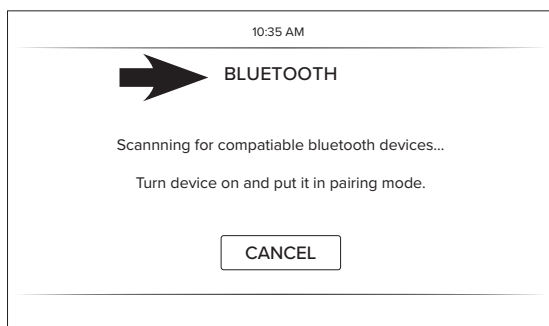 10:35 AM
BLUETOOTH
Scannning for compatiable bluetooth devices...
Turn device on and put it in pairing mode.
CANCEL